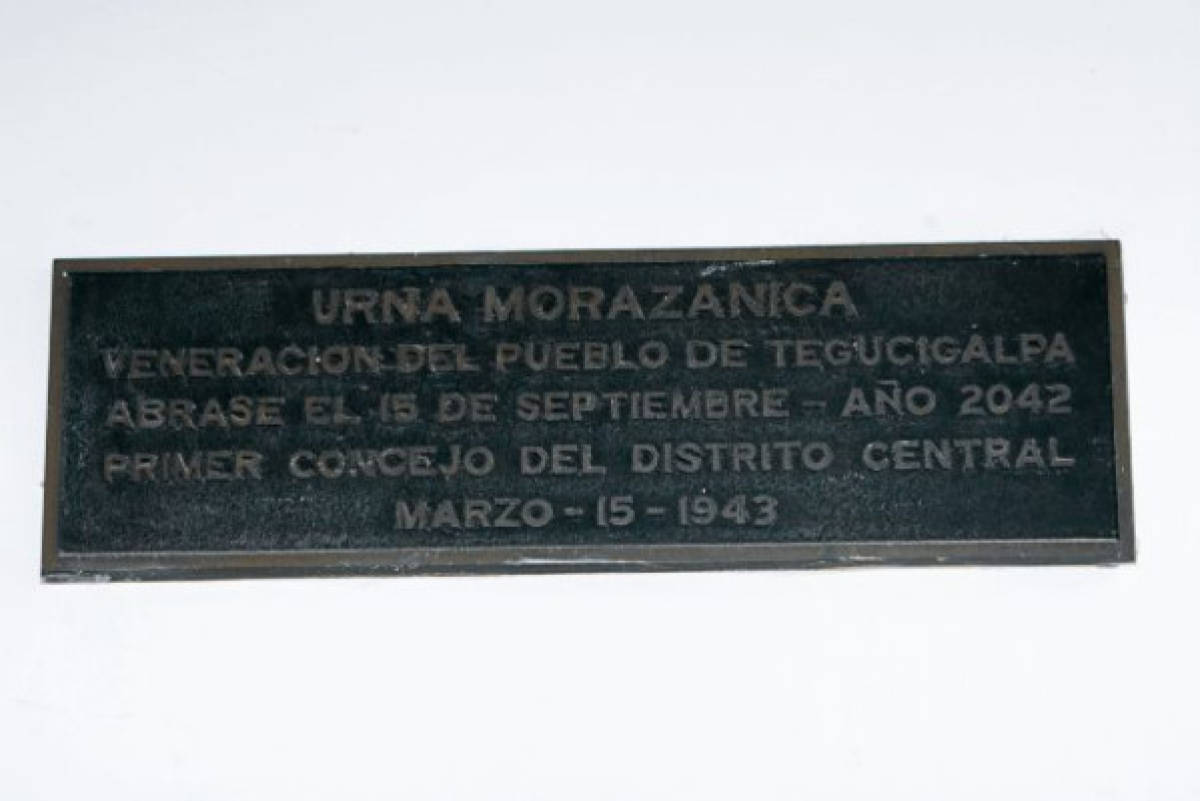 URNA MORAZANICA
VENERACION DEL PUEBLO DE TEGUCIGALPA
ABRASE EL 15 DE SEPTIEMBRE - AÑO 2042
PRIMER CONCEJO DEL DISTRITO CENTRAL
MARZO - 15 - 1943